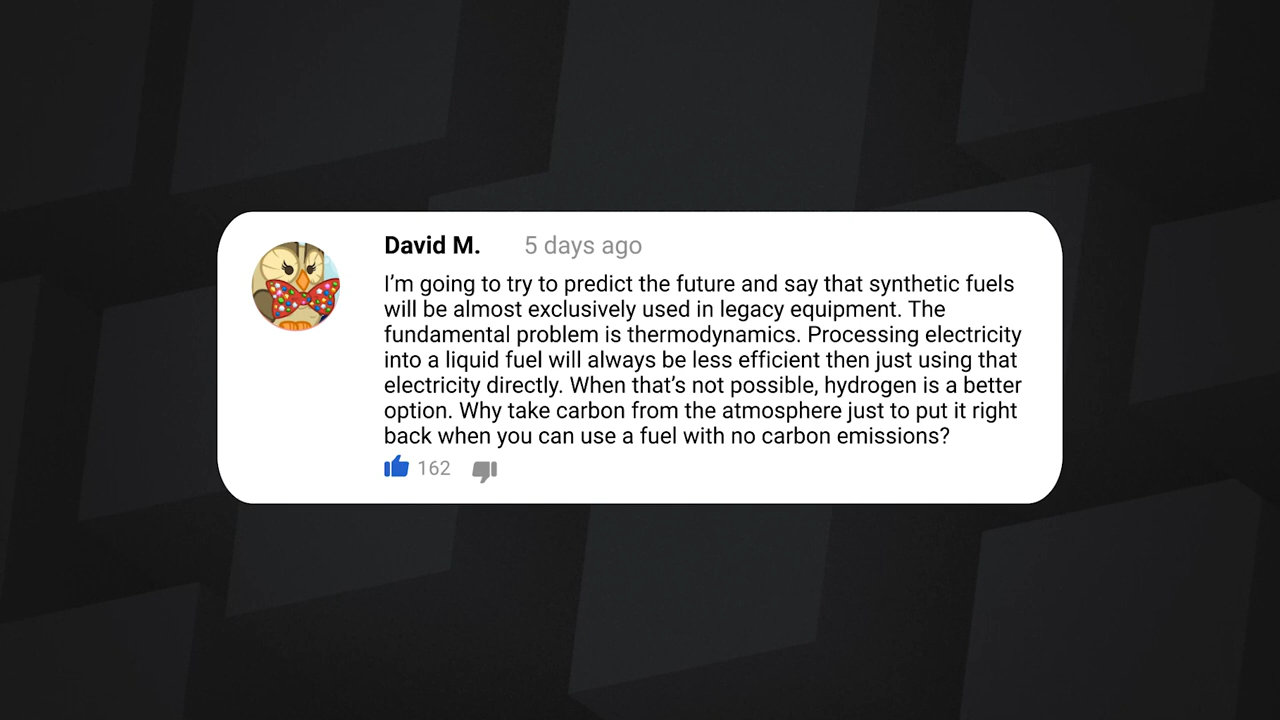 David M. 5 days ago
I’m going to try to predict the future and say that synthetic fuels
will be almost exclusively used in legacy equipment. The
fundamental problem is thermodynamics. Processing electricity
into a liquid fuel will always be less efficient then just using that
electricity directly. When that’s not possible, hydrogen is a better
option. Why take carbon from the atmosphere just to put it right
back when you can use a fuel with no carbon emissions?
162